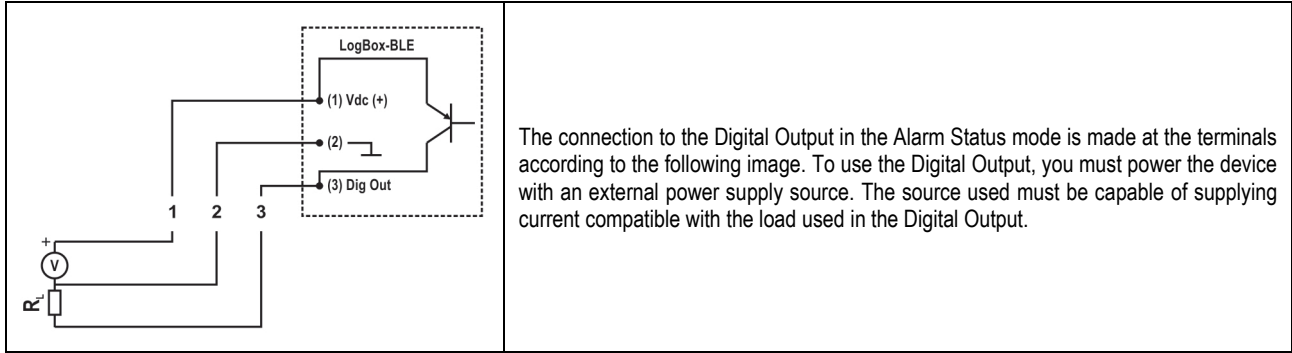 LogBox-BLE
(1) Vdc (+)
(2)
(3) Dig Out
1 2 3
+
V
RL
The connection to the Digital Output in the Alarm Status mode is made at the terminals
according to the following image. To use the Digital Output, you must power the device
with an external power supply source. The source used must be capable of supplying
current compatible with the load used in the Digital Output.